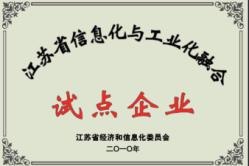 江苏省信息化与工业化融合
试点企业
江苏省经济和信息化委员会
二〇一〇年